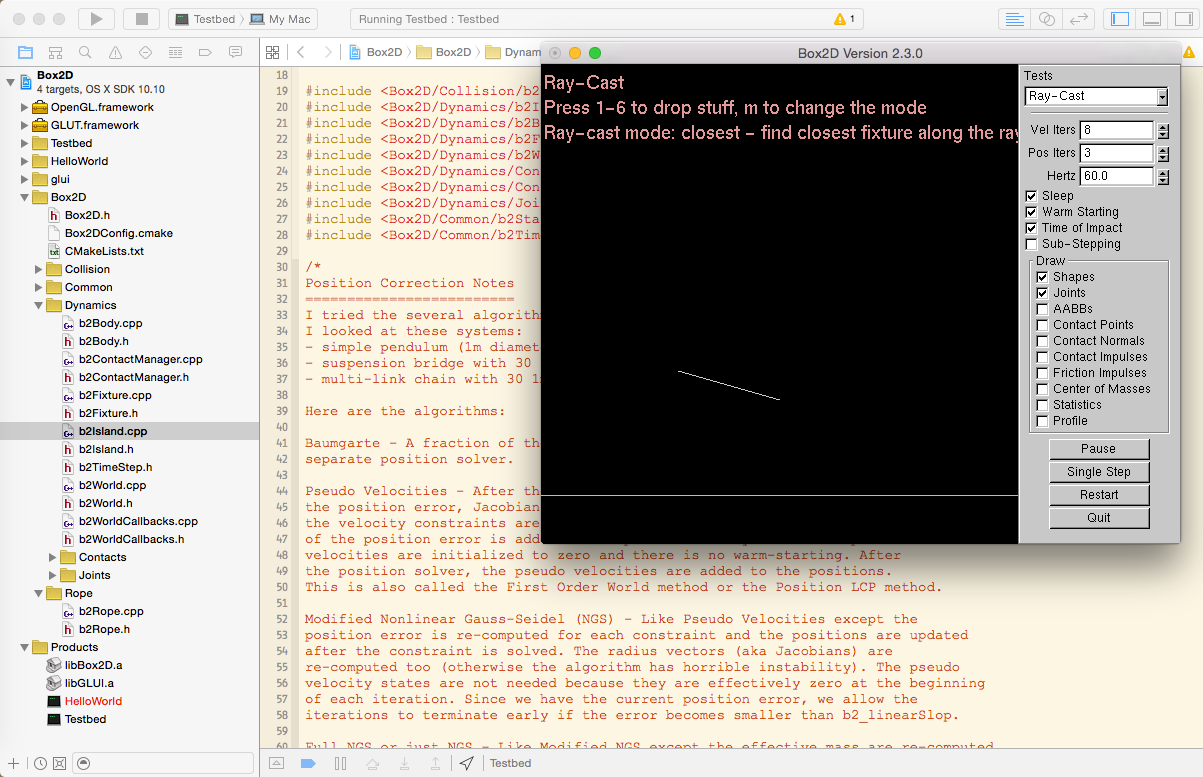 Testbed
My Mac
Running Testbed : Testbed
1
Box2D
Box2D
Dynam
Box2D
4 targets, OS X SDK 10.10
OpenGL.framework
GLUT.framework
Testbed
HelloWorld
glui
Box2D
Box2D.h
Box2DConfig.cmake
CMakeLists.txt
Collision
Common
Dynamics
b2Body.cpp
b2Body.h
b2ContactManager.cpp
b2ContactManager.h
b2Fixture.cpp
b2Fixture.h
b2Island.cpp
b2Island.h
b2TimeStep.h
b2World.cpp
b2World.h
b2WorldCallbacks.cpp
b2WorldCallbacks.h
Contacts
Joints
Rope
b2Rope.cpp
b2Rope.h
Products
libBox2D.a
libGLUI.a
HelloWorld
Testbed
18
19 #include <Box2D/Collision/b2
20 #include <Box2D/Dynamics/b2I
21 #include <Box2D/Dynamics/b2B
22 #include <Box2D/Dynamics/b2F
23 #include <Box2D/Dynamics/b2W
24 #include <Box2D/Dynamics/Con
25 #include <Box2D/Dynamics/Con
26 #include <Box2D/Dynamics/Joi
27 #include <Box2D/Common/b2Sta
28 #include <Box2D/Common/b2Tim
29
30 /*
31 Position Correction Notes
32 =========================
33 I tried the several algorith
34 I looked at these systems:
35 - simple pendulum (1m diamet
36 - suspension bridge with 30
37 - multi-link chain with 30 1
38
39 Here are the algorithms:
40
41 Baumgarte - A fraction of th
42 separate position solver.
43
44 Pseudo Velocities - After th
45 the position error, Jacobian
46 the velocity constraints are
47 of the position error is add
48 velocities are initialized to zero and there is no warm-starting. After
49 the position solver, the pseudo velocities are added to the positions.
50 This is also called the First Order World method or the Position LCP method.
51
52 Modified Nonlinear Gauss-Seidel (NGS) - Like Pseudo Velocities except the
53 position error is re-computed for each constraint and the positions are updated
54 after the constraint is solved. The radius vectors (aka Jacobians) are
55 re-computed too (otherwise the algorithm has horrible instability). The pseudo
56 velocity states are not needed because they are effectively zero at the beginning
57 of each iteration. Since we have the current position error, we allow the
58 iterations to terminate early if the error becomes smaller than b2_linearSlop.
59
60 Full NGS or just NGS - Like Modified NGS except the effective mass are re-computed
Testbed
Box2D Version 2.3.0
Ray-Cast
Press 1-6 to drop stuff, m to change the mode
Ray-cast mode: closest - find closest fixture along the ray
Tests
Ray-Cast
Vel Iters 8
Pos Iters 3
Hertz 60.0
Sleep
Warm Starting
Time of Impact
Sub-Stepping
Draw
Shapes
Joints
AABBs
Contact Points
Contact Normals
Contact Impulses
Friction Impulses
Center of Masses
Statistics
Profile
Pause
Single Step
Restart
Quit